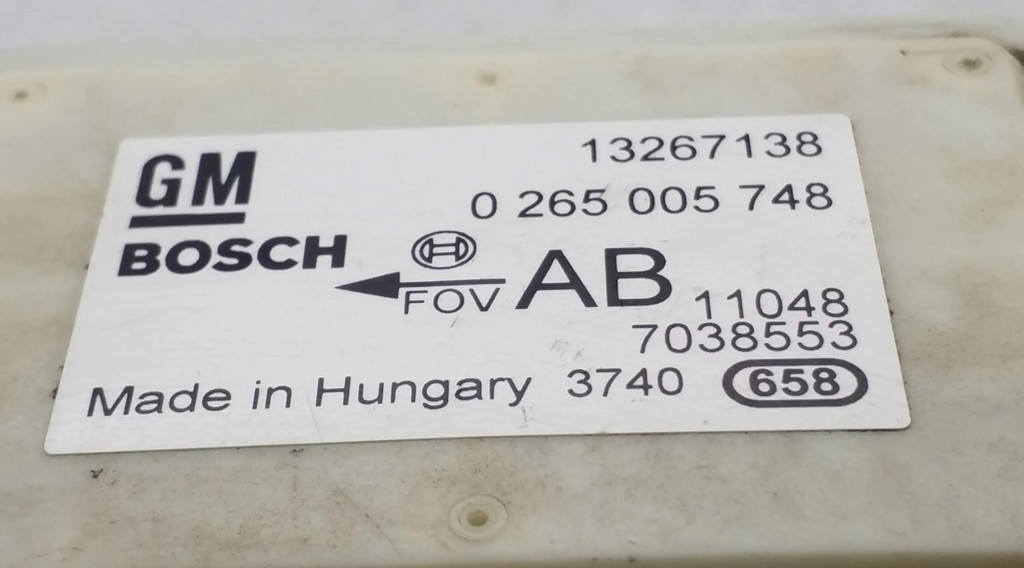 GM
13267138
0 265 005 748
BOSCH
FOV
AB
11048
7038553
Made in Hungary 3740 658